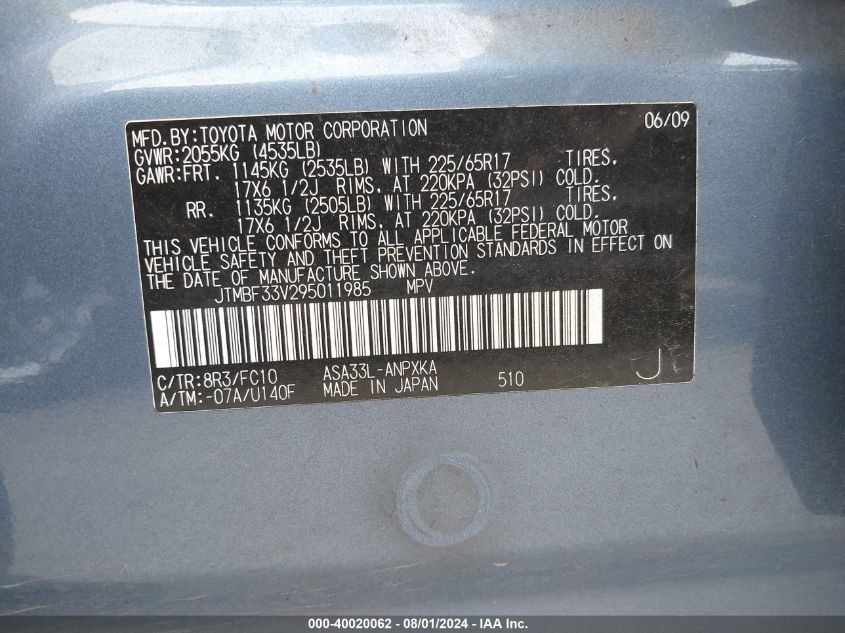 06/09
MFD.BY:TOYOTA MOTOR CORPORATION
GVWR:2055KG (4535LB)
GAWR:FRT. 1145KG (2535LB) WITH 225/65R17 TIRES,
17X6 1/2J RIMS, AT 220KPA (32PSI) COLD.
RR. 1135KG (2505LB) WITH 225/65R17 TIRES,
17X6 1/2J RIMS, AT 220KPA (32PSI) COLD.
THIS VEHICLE CONFORMS TO ALL APPLICABLE FEDERAL MOTOR
VEHICLE SAFETY AND THEFT PREVENTION STANDARDS IN EFFECT ON
THE DATE OF MANUFACTURE SHOWN ABOVE.
JTMBF33V295011985 MPV
C/TR:8R3/FC10 ASA33L-ANPXKA
A/TM:-07A/U140F MADE IN JAPAN 510 J
000-40020062 - 08/01/2024 - IAA Inc.